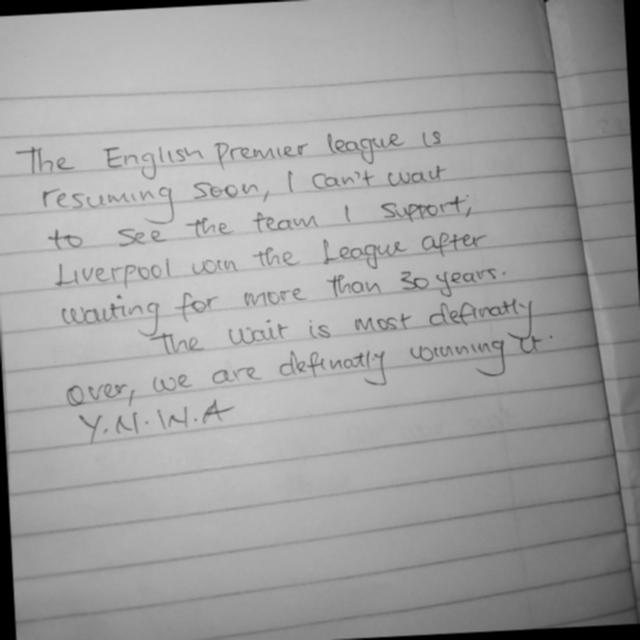 The English Premier league is
resuming soon, I can't wait
to see the team I suport,
Liverpool win the League after
waiting for more than 30 years.
the wait is most definatly
over, we are definatly winning it.
Y.N.W.A